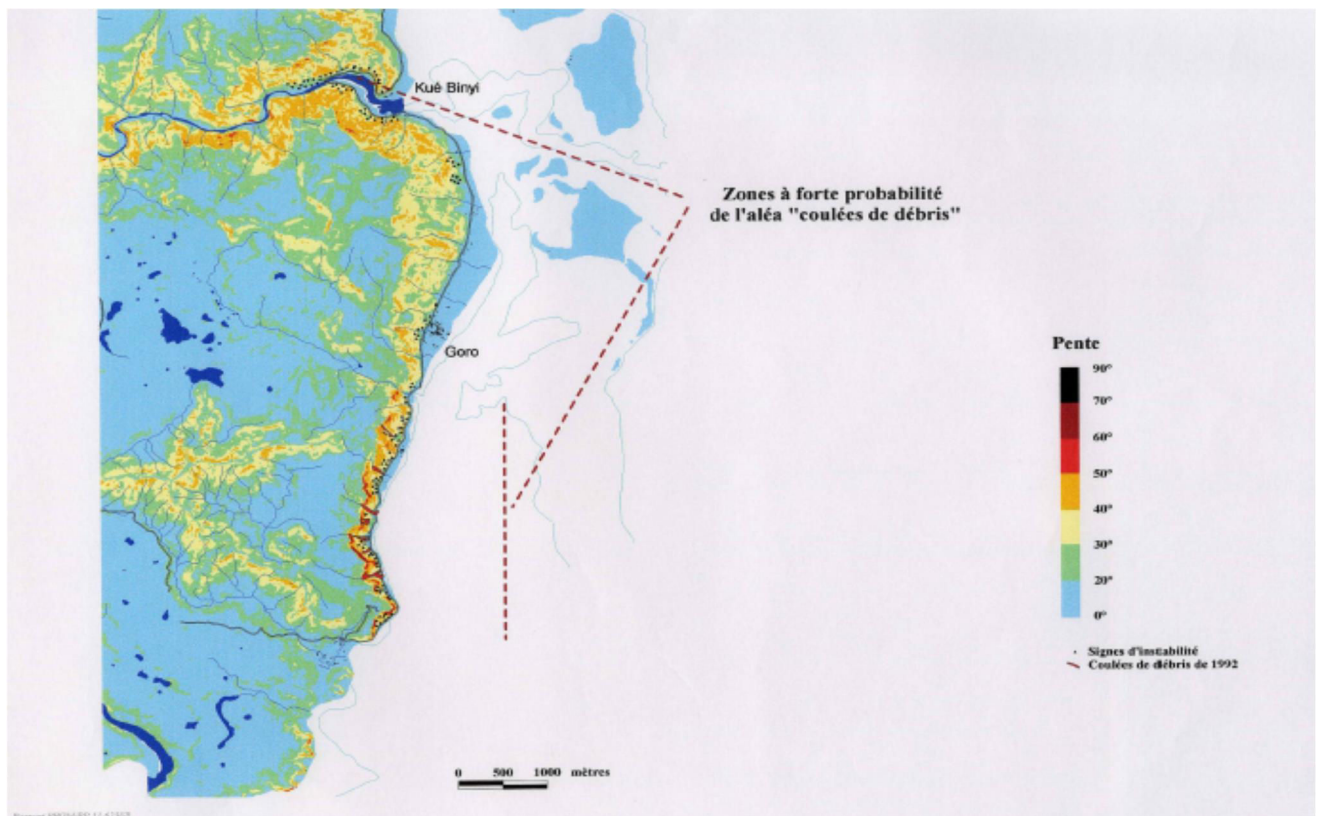 Kué Binyi
Zones à forte probabilité
de l'aléa "coulées de débris"
Goro
Pente
90°
70°
60°
50°
40°
30°
20°
0°
Signes d'instabilité
Coulées de débris de 1992
0 500 1000 mètres